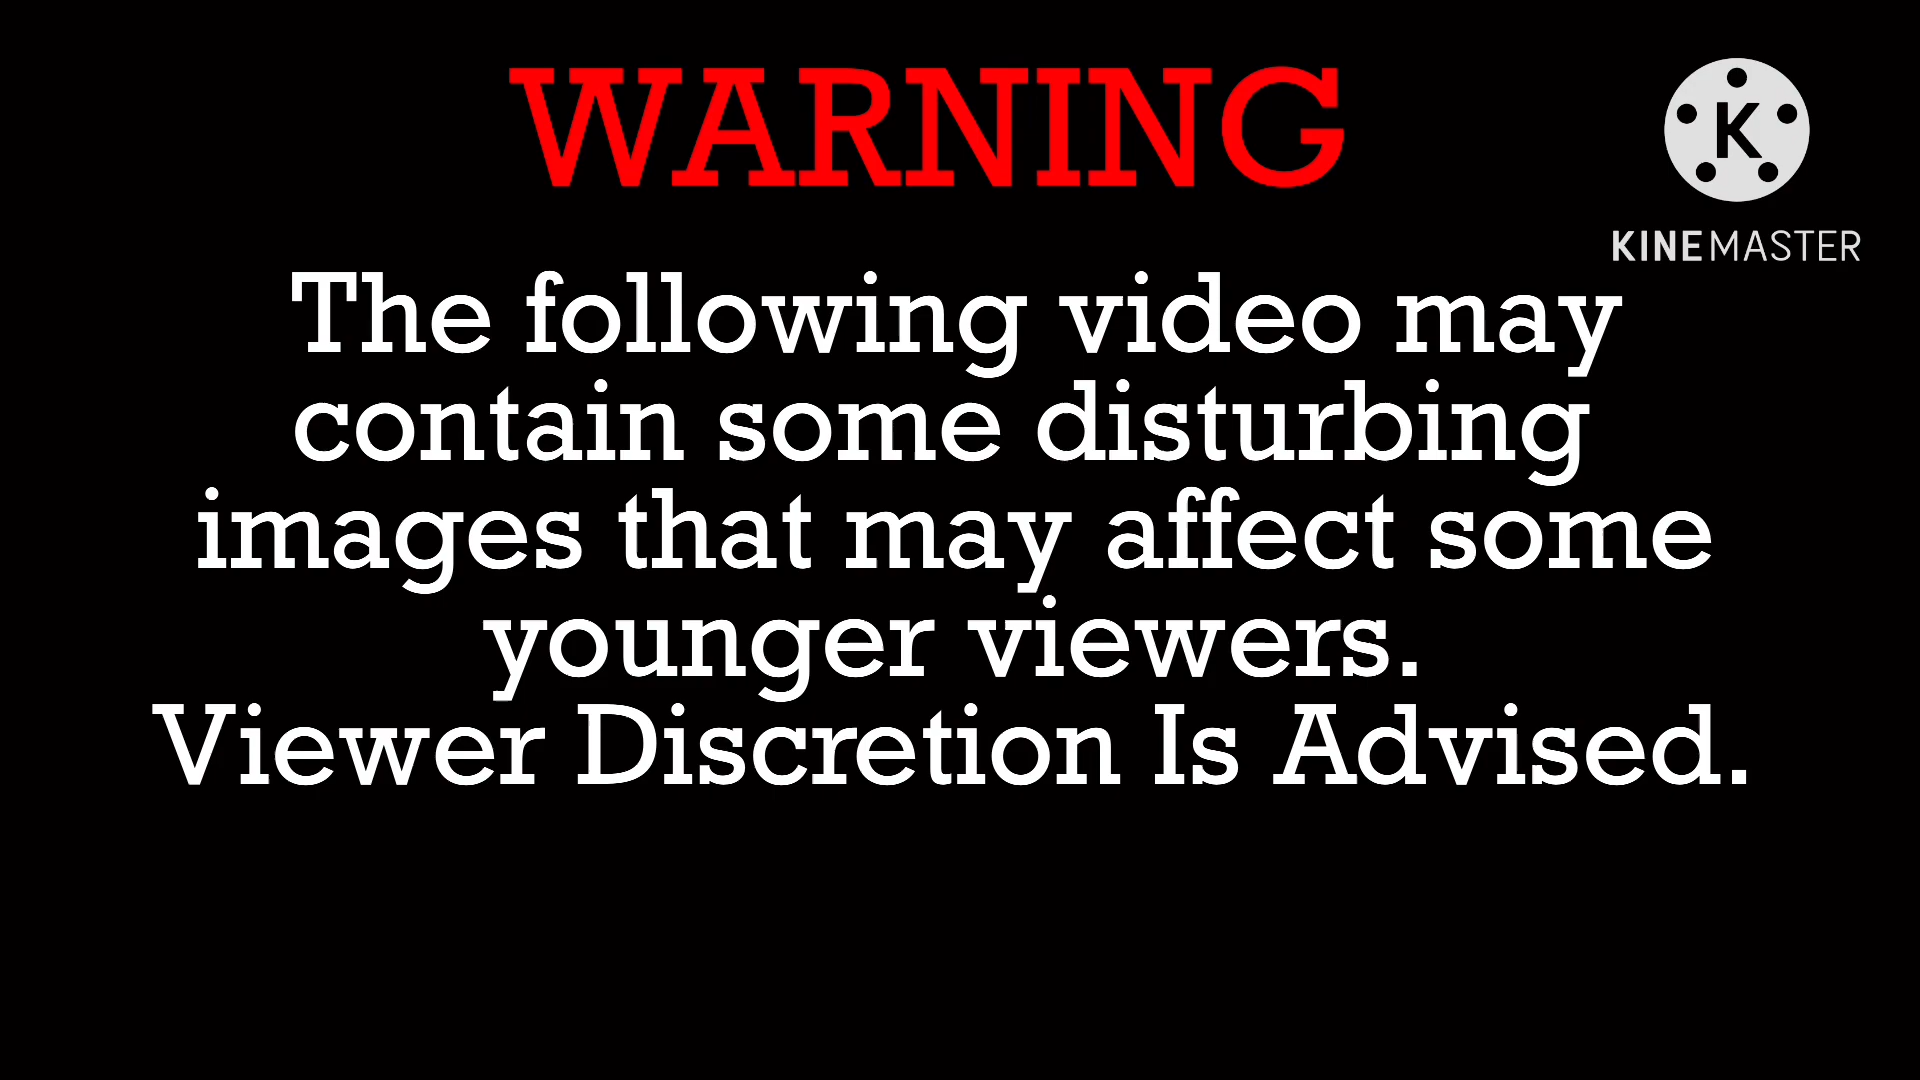 WARNING
K
KINEMASTER
The following video may
contain some disturbing
images that may affect some
younger viewers.
Viewer Discretion Is Advised.